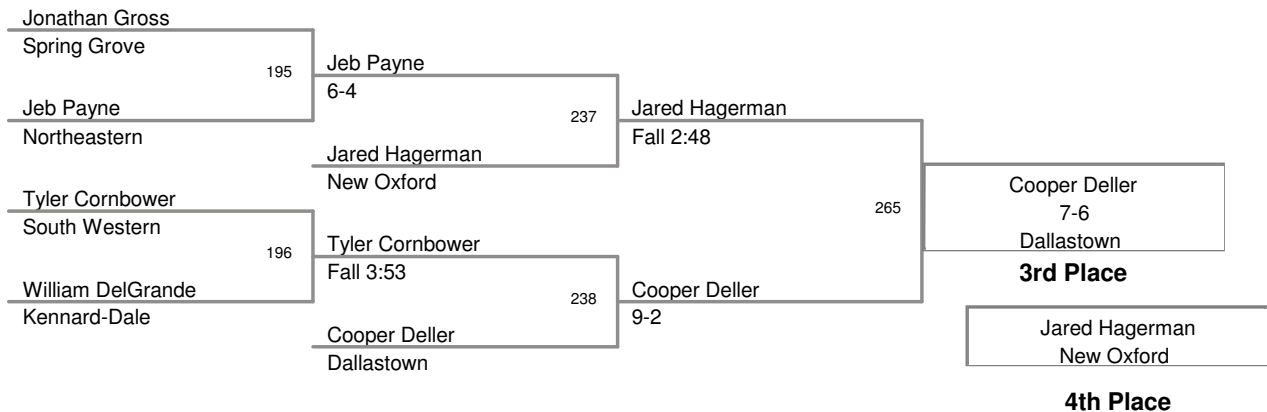 Jonathan Gross
Spring Grove
195
Jeb Payne
6-4
Jeb Payne
Northeastern
237
Jared Hagerman
Fall 2:48
Jared Hagerman
New Oxford
Tyler Cornbower
South Western
196
Tyler Cornbower
Fall 3:53
William DelGrande
Kennard-Dale
238
Cooper Deller
9-2
Cooper Deller
Dallastown
265
Cooper Deller
7-6
Dallastown
3rd Place
Jared Hagerman
New Oxford
4th Place